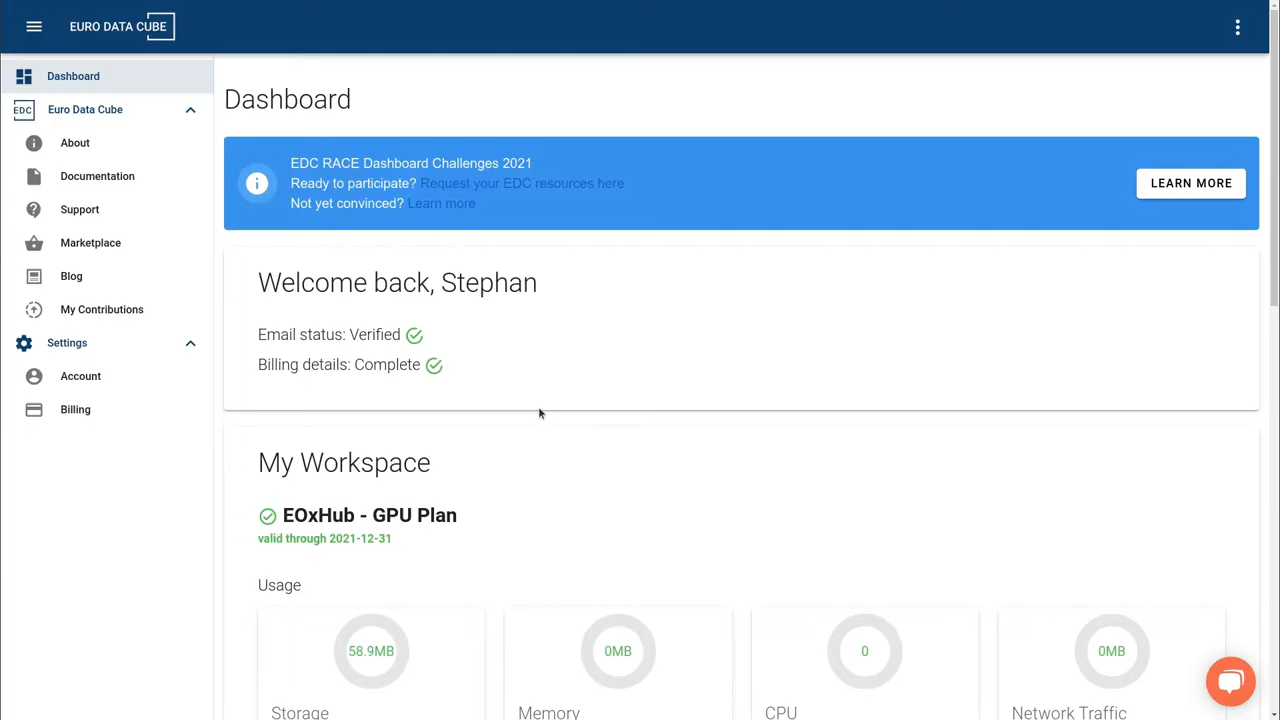 EURO DATA CUBE
Dashboard
EDC
Euro Data Cube
About
Documentation
Support
Marketplace
Blog
My Contributions
Settings
Account
Billing
Dashboard
EDC RACE Dashboard Challenges 2021
Ready to participate? Request your EDC resources here
Not yet convinced? Learn more
LEARN MORE
Welcome back, Stephan
Email status: Verified
Billing details: Complete
My Workspace
EOxHub - GPU Plan
valid through 2021-12-31
Usage
58.9MB
0MB
0
0MB
Storage
Memory
CPU
Network Traffic